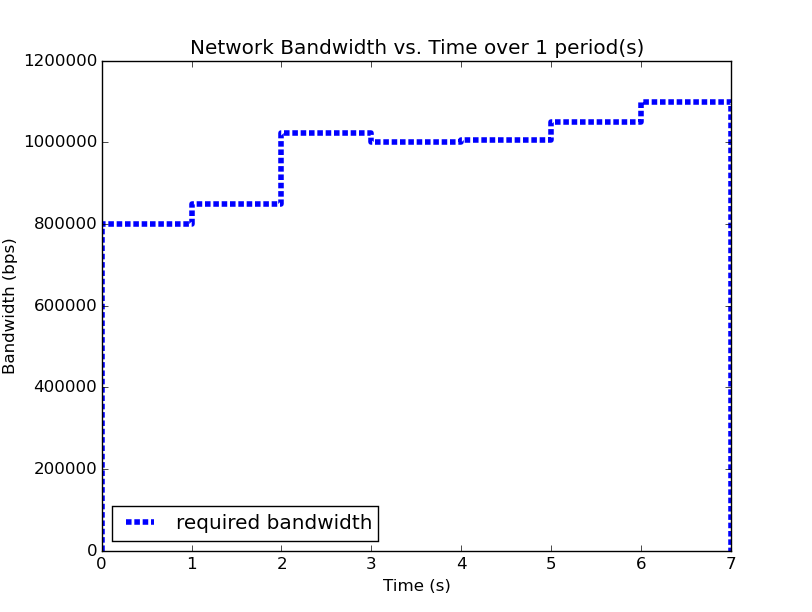 Network Bandwidth vs. Time over 1 period(s)
1200000
1000000
800000
600000
400000
200000
0
Bandwidth (bps)
required bandwidth
0 1 2 3 4 5 6 7
Time (s)